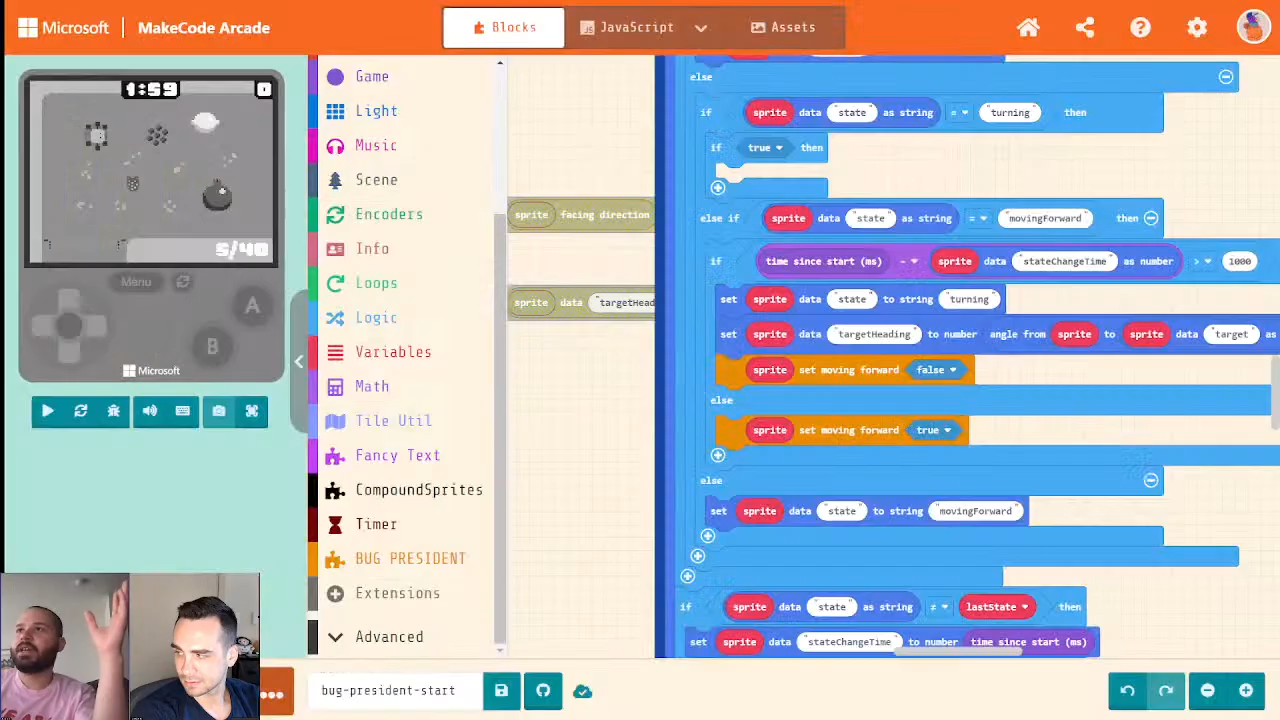 Microsoft | MakeCode Arcade
Blocks
JavaScript
Assets
1:59
0
5/40
Menu
A
B
Microsoft
Game
Light
Music
Scene
Encoders
Info
Loops
Logic
Variables
Math
Tile Util
Fancy Text
CompoundSprites
Timer
BUG PRESIDENT
Extensions
Advanced
sprite facing direction
sprite data "targetHead
else
if sprite data "state" as string = "turning" then
if true then
else if sprite data "state" as string = "movingForward" then
if time since start (ms) - sprite data "stateChangeTime" as number > 1000
set sprite data "state" to string "turning"
set sprite data "targetHeading" to number angle from sprite to sprite data "target" as
sprite set moving forward false
else
sprite set moving forward true
else
set sprite data "state" to string "movingForward"
if sprite data "state" as string ≠ lastState then
set sprite data "stateChangeTime" to number time since start (ms)
bug-president-start